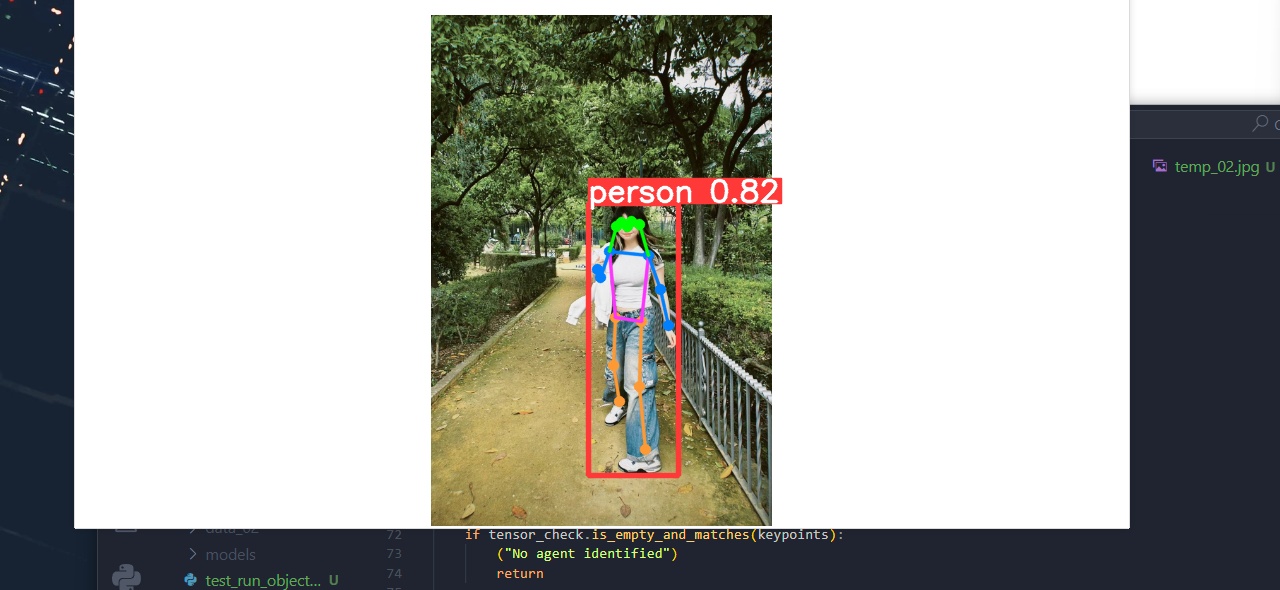 temp_02.jpg U
person 0.82
data_02
72 if tensor_check.is_empty_and_matches(keypoints):
models
73 ("No agent identified")
test_run_object... U
74 return